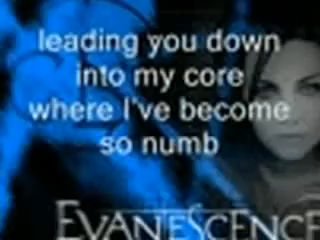 leading you down
into my core
where I've become
so numb
EVANESCENCE